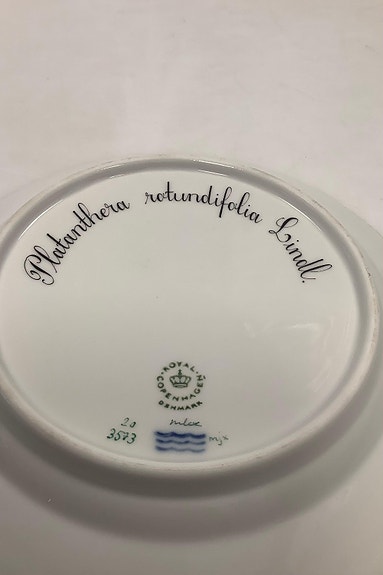 Platanthera rotundifolia Lindl.
ROYAL
COPENHAGEN
DENMARK
20
3573